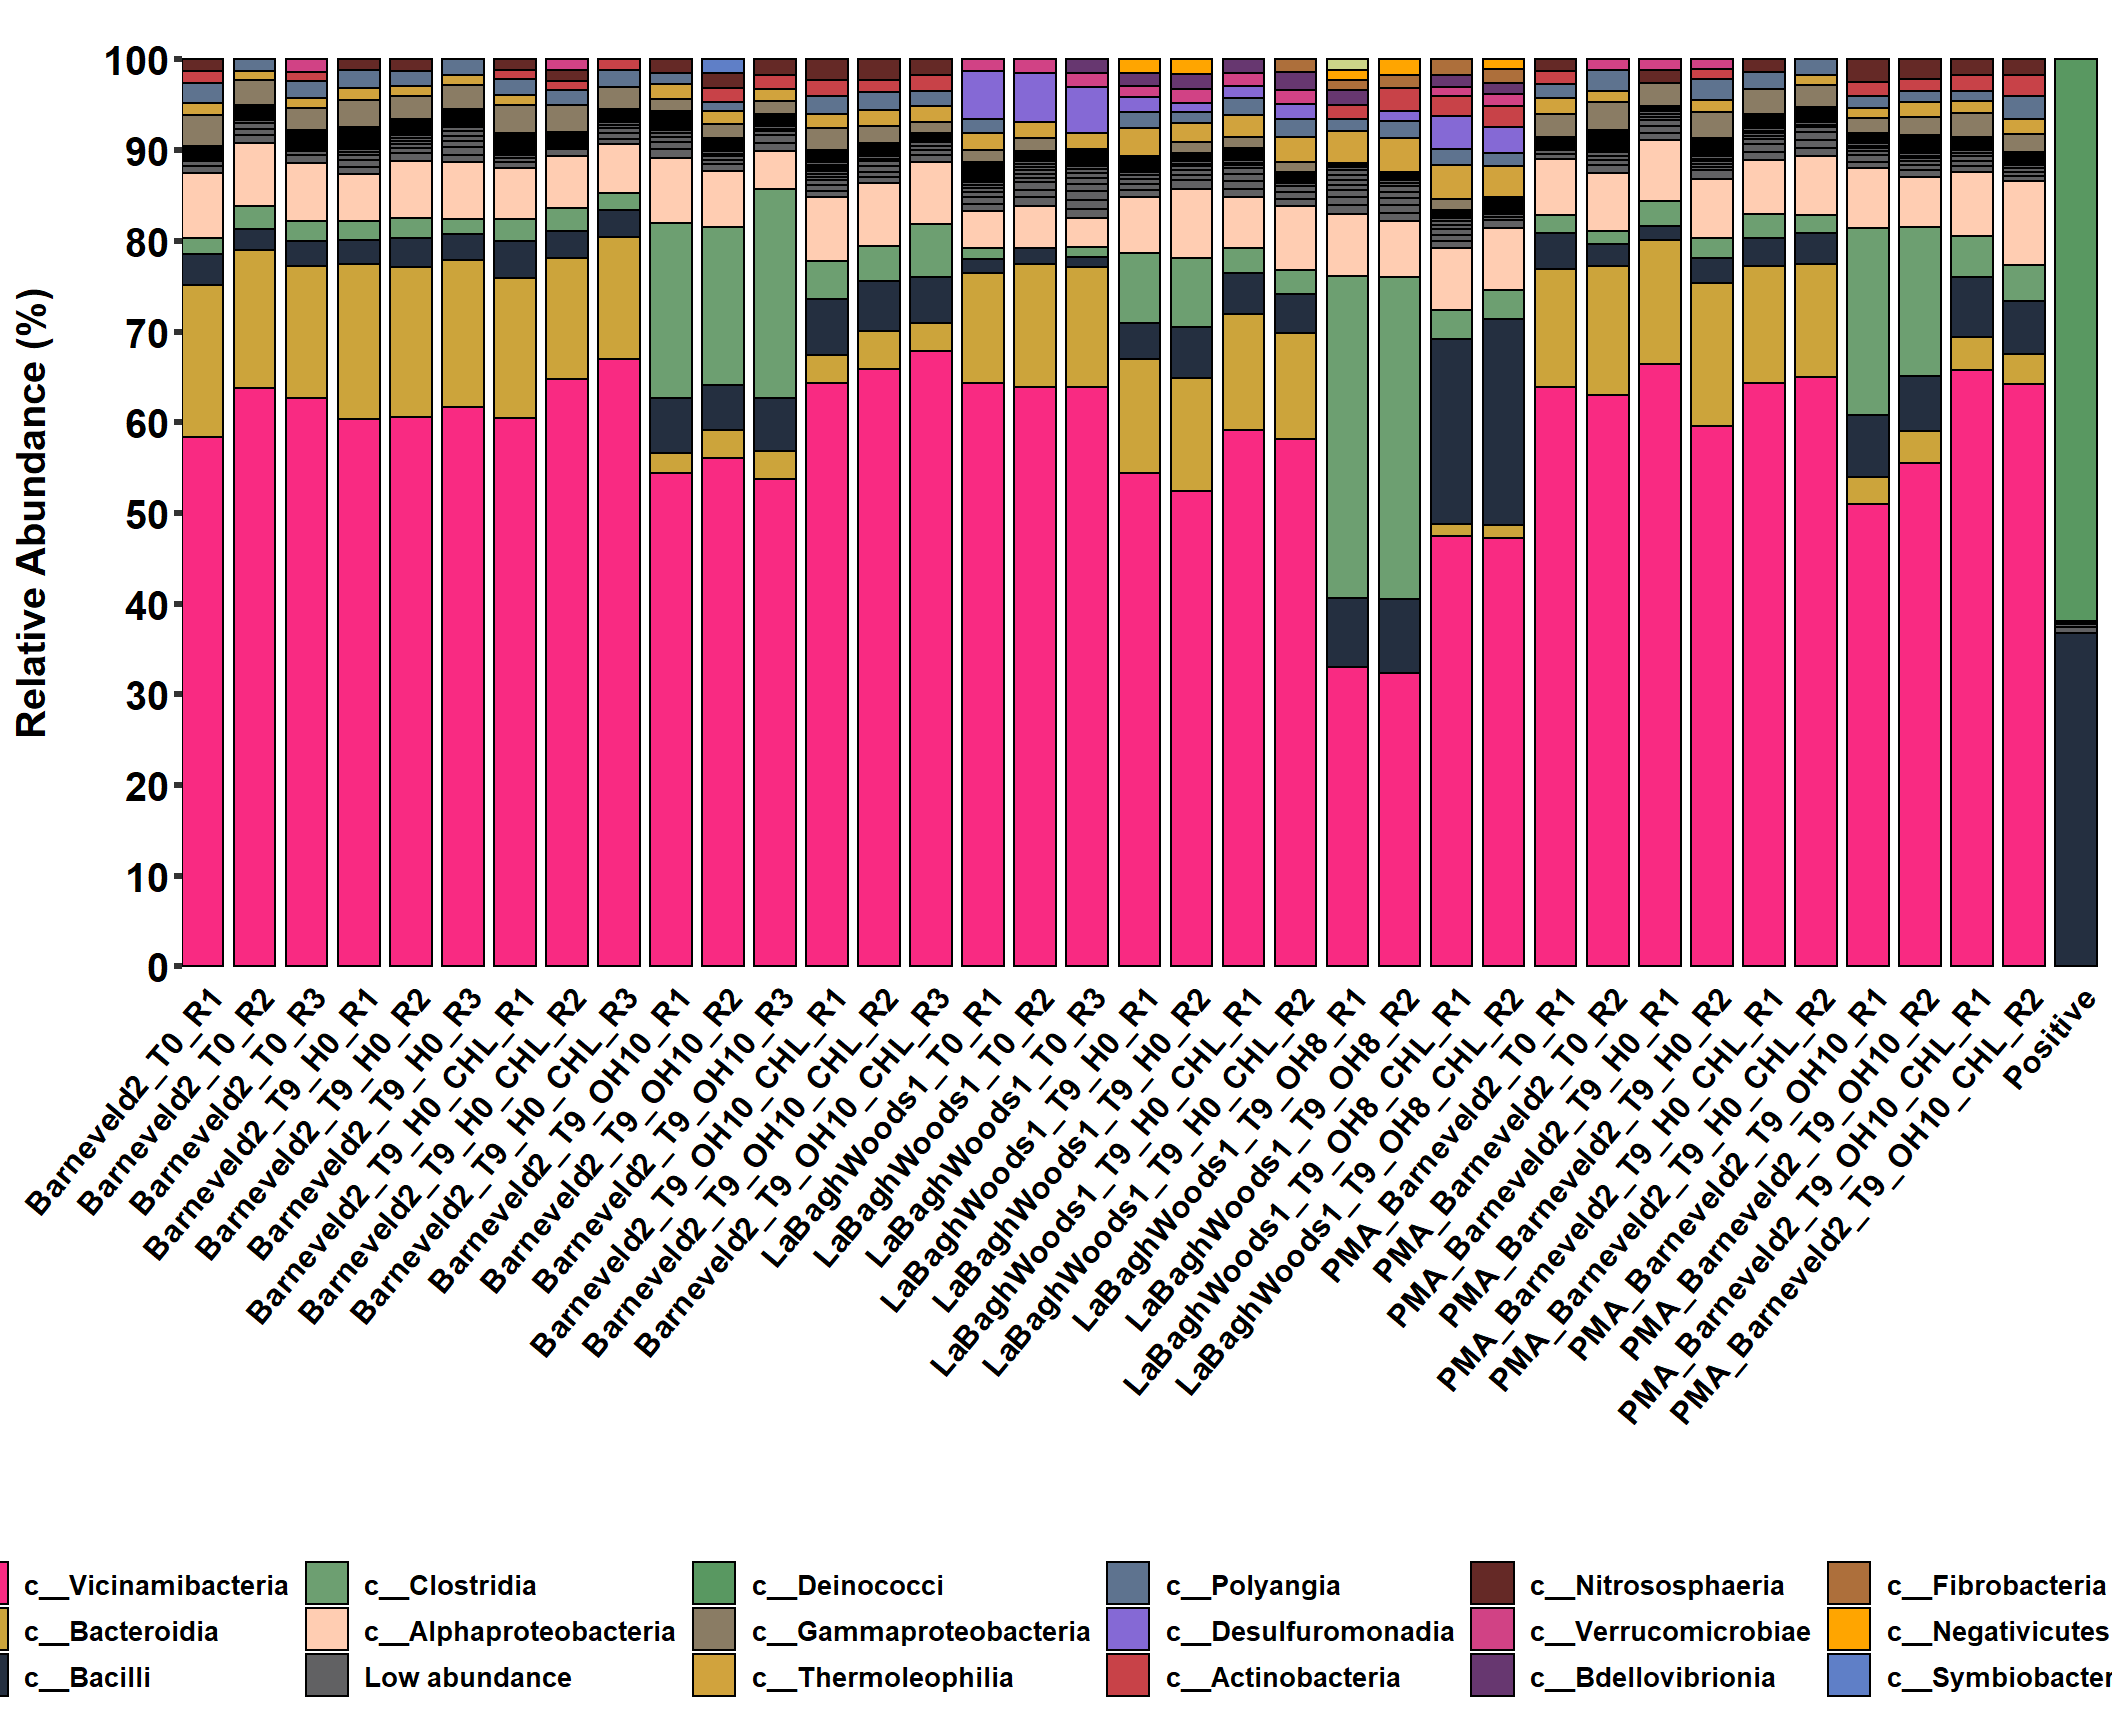 Relative Abundance (%)
100
90
80
70
60
50
40
30
20
10
0
Barneveld2_T0_R1
Barneveld2_T0_R2
Barneveld2_T0_R3
Barneveld2_T9_H0_R1
Barneveld2_T9_H0_R2
Barneveld2_T9_H0_R3
Barneveld2_T9_H0_CHL_R1
Barneveld2_T9_H0_CHL_R2
Barneveld2_T9_H0_CHL_R3
Barneveld2_T9_OH10_R1
Barneveld2_T9_OH10_R2
Barneveld2_T9_OH10_R3
Barneveld2_T9_OH10_CHL_R1
Barneveld2_T9_OH10_CHL_R2
Barneveld2_T9_OH10_CHL_R3
LaBaghWoods1_T0_R1
LaBaghWoods1_T0_R2
LaBaghWoods1_T0_R3
LaBaghWoods1_T9_H0_R1
LaBaghWoods1_T9_H0_R2
LaBaghWoods1_T9_H0_CHL_R1
LaBaghWoods1_T9_H0_CHL_R2
LaBaghWoods1_T9_OH8_R1
LaBaghWoods1_T9_OH8_R2
LaBaghWoods1_T9_OH8_CHL_R1
LaBaghWoods1_T9_OH8_CHL_R2
PMA_Barneveld2_T0_R1
PMA_Barneveld2_T0_R2
PMA_Barneveld2_T9_H0_R1
PMA_Barneveld2_T9_H0_R2
PMA_Barneveld2_T9_H0_CHL_R1
PMA_Barneveld2_T9_H0_CHL_R2
PMA_Barneveld2_T9_OH10_R1
PMA_Barneveld2_T9_OH10_R2
PMA_Barneveld2_T9_OH10_CHL_R1
PMA_Barneveld2_T9_OH10_CHL_R2
Positive
c__Vicinamibacteria c__Clostridia c__Deinococci c__Polyangia c__Nitrososphaeria c__Fibrobacteria
c__Bacteroidia c__Alphaproteobacteria c__Gammaproteobacteria c__Desulfuromonadia c__Verrucomicrobiae c__Negativicutes
c__Bacilli Low abundance c__Thermoleophilia c__Actinobacteria c__Bdellovibrionia